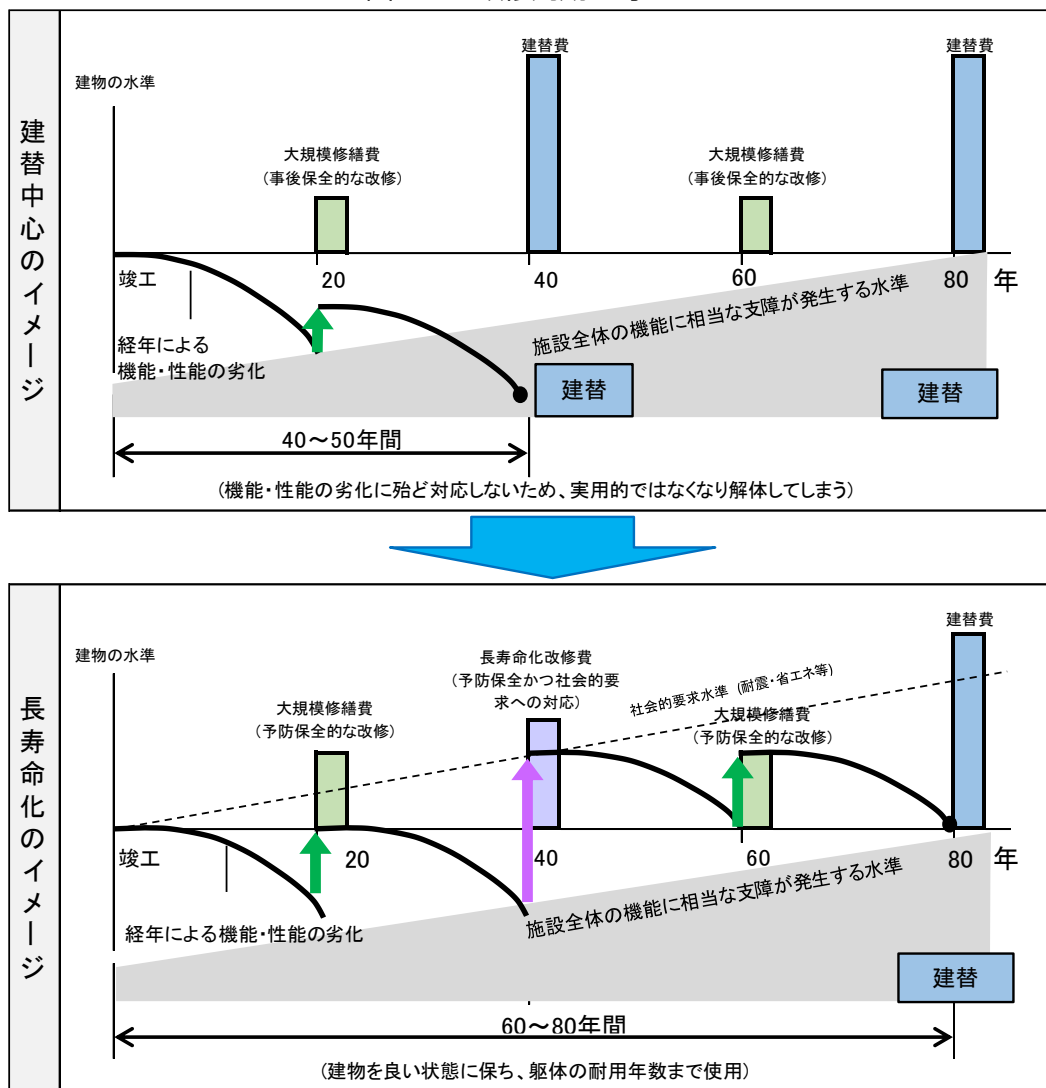 建替中心のイメージ
建物の水準
建替費
建替費
大規模修繕費
(事後保全的な改修)
大規模修繕費
(事後保全的な改修)
竣工
20
40
60
80
年
経年による
機能・性能の劣化
施設全体の機能に相当な支障が発生する水準
建替
建替
40～50年間
(機能・性能の劣化に殆ど対応しないため、実用的ではなくなり解体してしまう)
長寿命化のイメージ
建物の水準
建替費
長寿命化改修費
(予防保全かつ社会的要
求への対応)
社会的要求水準 (耐震・省エネ等)
大規模修繕費
(予防保全的な改修)
大規模修繕費
(予防保全的な改修)
竣工
20
40
60
80
年
経年による機能・性能の劣化
施設全体の機能に相当な支障が発生する水準
建替
60～80年間
(建物を良い状態に保ち、躯体の耐用年数まで使用)